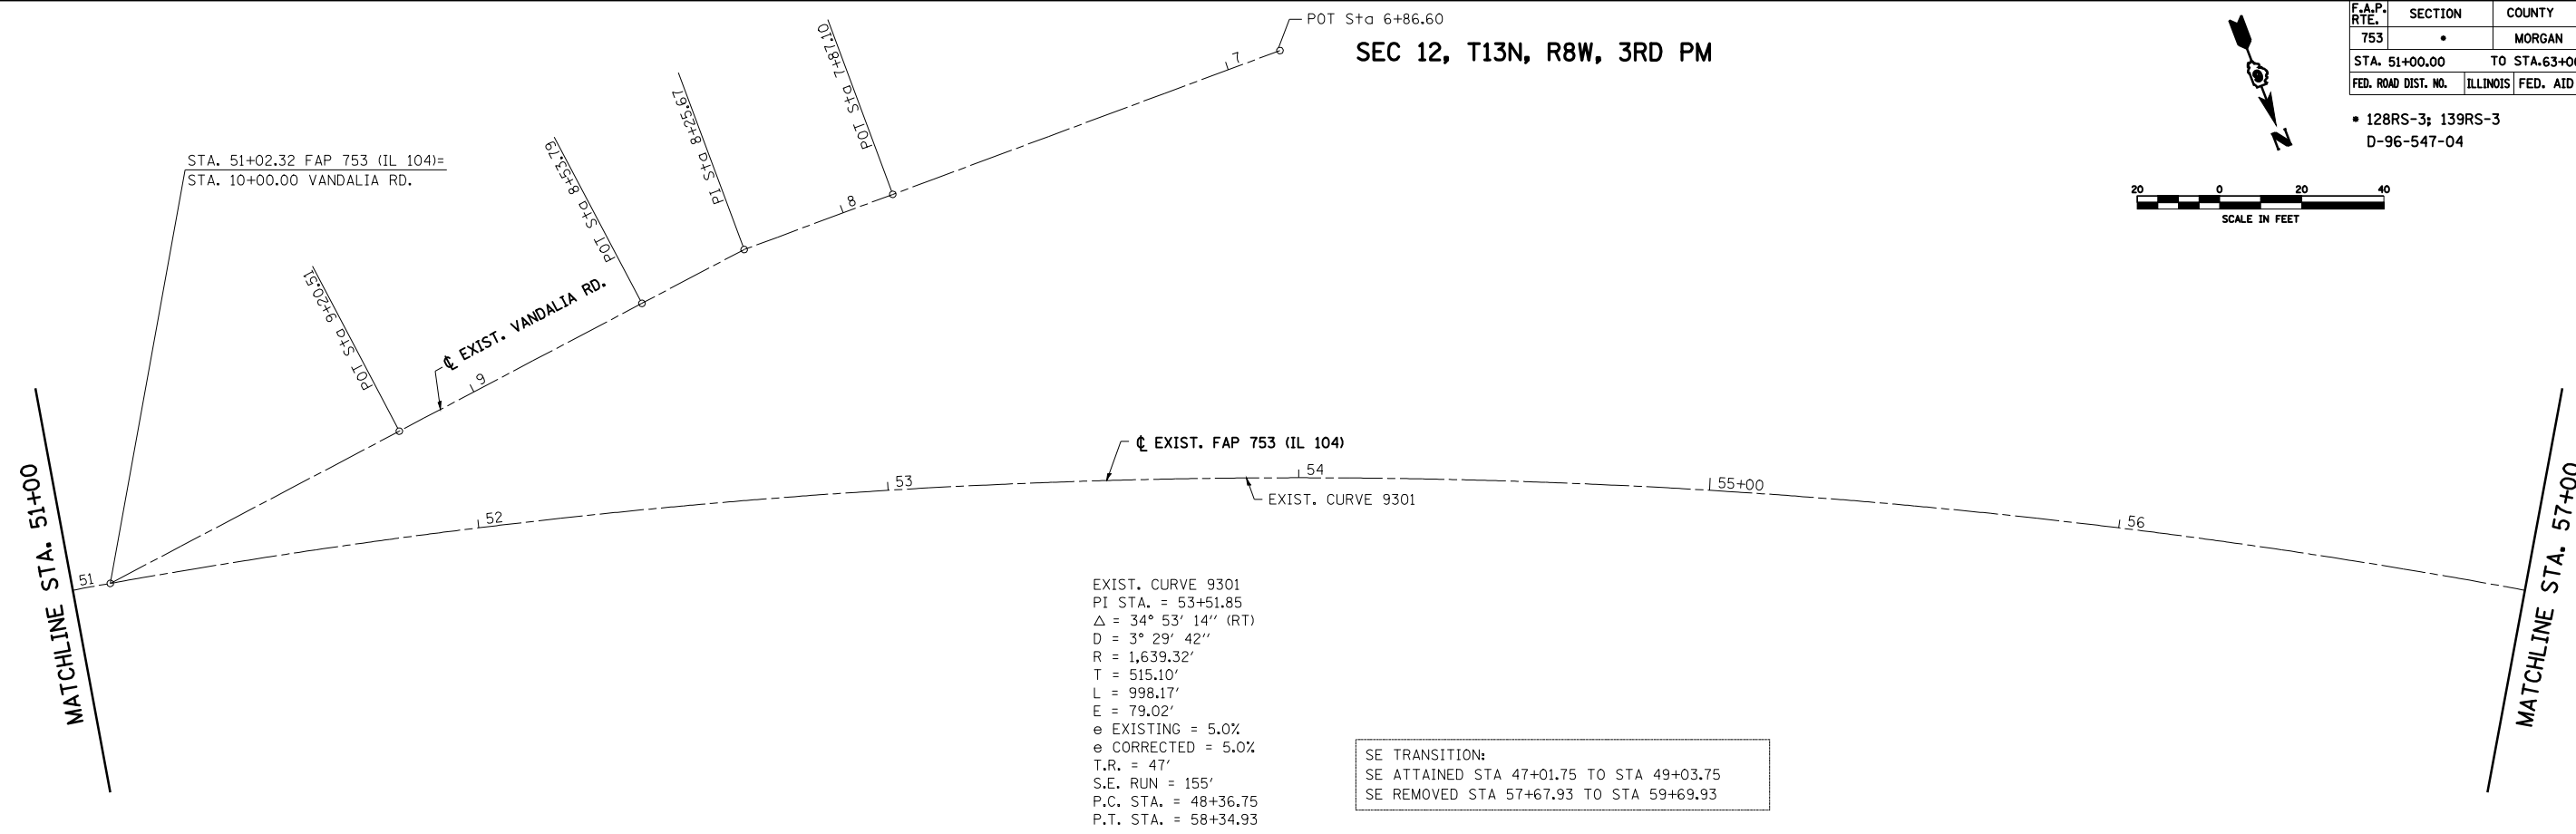 F.A.P. RTE. SECTION COUNTY
753 • MORGAN
STA. 51+00.00 TO STA.63+00
FED. ROAD DIST. NO. ILLINOIS FED. AID
• 128RS-3; 139RS-3
D-96-547-04
N
20 0 20 40
SCALE IN FEET
POT Sta 6+86.60
SEC 12, T13N, R8W, 3RD PM
7
POT Sta 7+87.10
8
PI Sta 8+25.67
POT Sta 8+53.79
STA. 51+02.32 FAP 753 (IL 104)=
STA. 10+00.00 VANDALIA RD.
POT Sta 9+20.51
℄ EXIST. VANDALIA RD.
9
MATCHLINE STA. 51+00
51
52
53
℄ EXIST. FAP 753 (IL 104)
54
EXIST. CURVE 9301
55+00
56
MATCHLINE STA. 57+00
EXIST. CURVE 9301
PI STA. = 53+51.85
△ = 34° 53' 14'' (RT)
D = 3° 29' 42''
R = 1,639.32'
T = 515.10'
L = 998.17'
E = 79.02'
e EXISTING = 5.0%
e CORRECTED = 5.0%
T.R. = 47'
S.E. RUN = 155'
P.C. STA. = 48+36.75
P.T. STA. = 58+34.93
SE TRANSITION:
SE ATTAINED STA 47+01.75 TO STA 49+03.75
SE REMOVED STA 57+67.93 TO STA 59+69.93